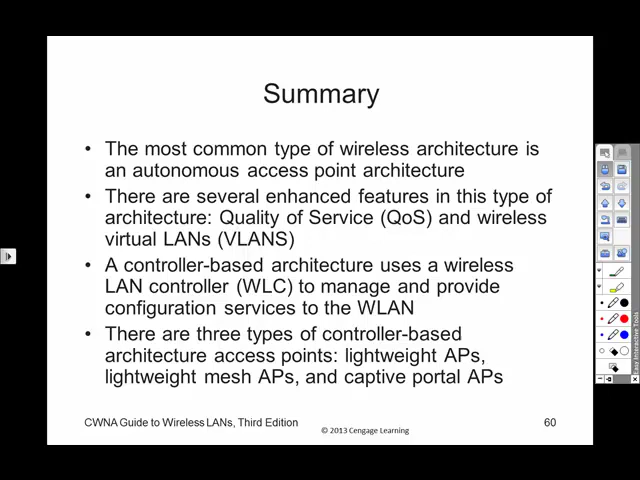 Summary
• The most common type of wireless architecture is
an autonomous access point architecture
• There are several enhanced features in this type of
architecture: Quality of Service (QoS) and wireless
virtual LANs (VLANS)
• A controller-based architecture uses a wireless
LAN controller (WLC) to manage and provide
configuration services to the WLAN
• There are three types of controller-based
architecture access points: lightweight APs,
lightweight mesh APs, and captive portal APs
CWNA Guide to Wireless LANs, Third Edition
© 2013 Cengage Learning
60
Easy Interactive Tools